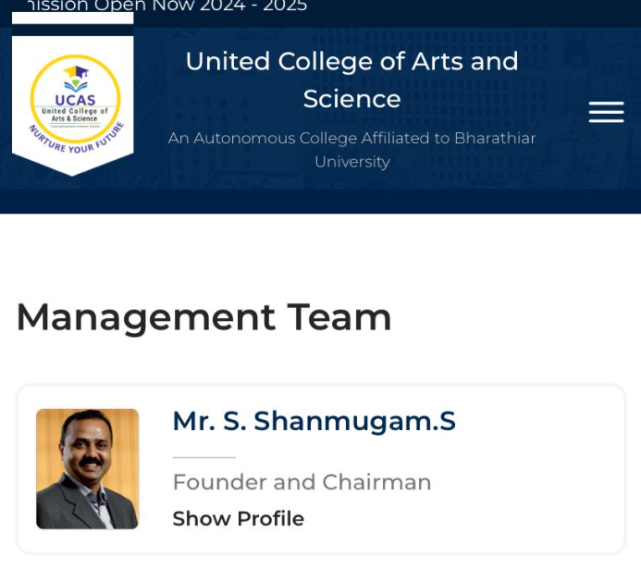 Admission Open Now 2024 - 2025
United College of Arts and
Science
An Autonomous College Affiliated to Bharathiar
University
UCAS
United College of
Arts & Science
NURTURE YOUR FUTURE
Management Team
Mr. S. Shanmugam.S
Founder and Chairman
Show Profile